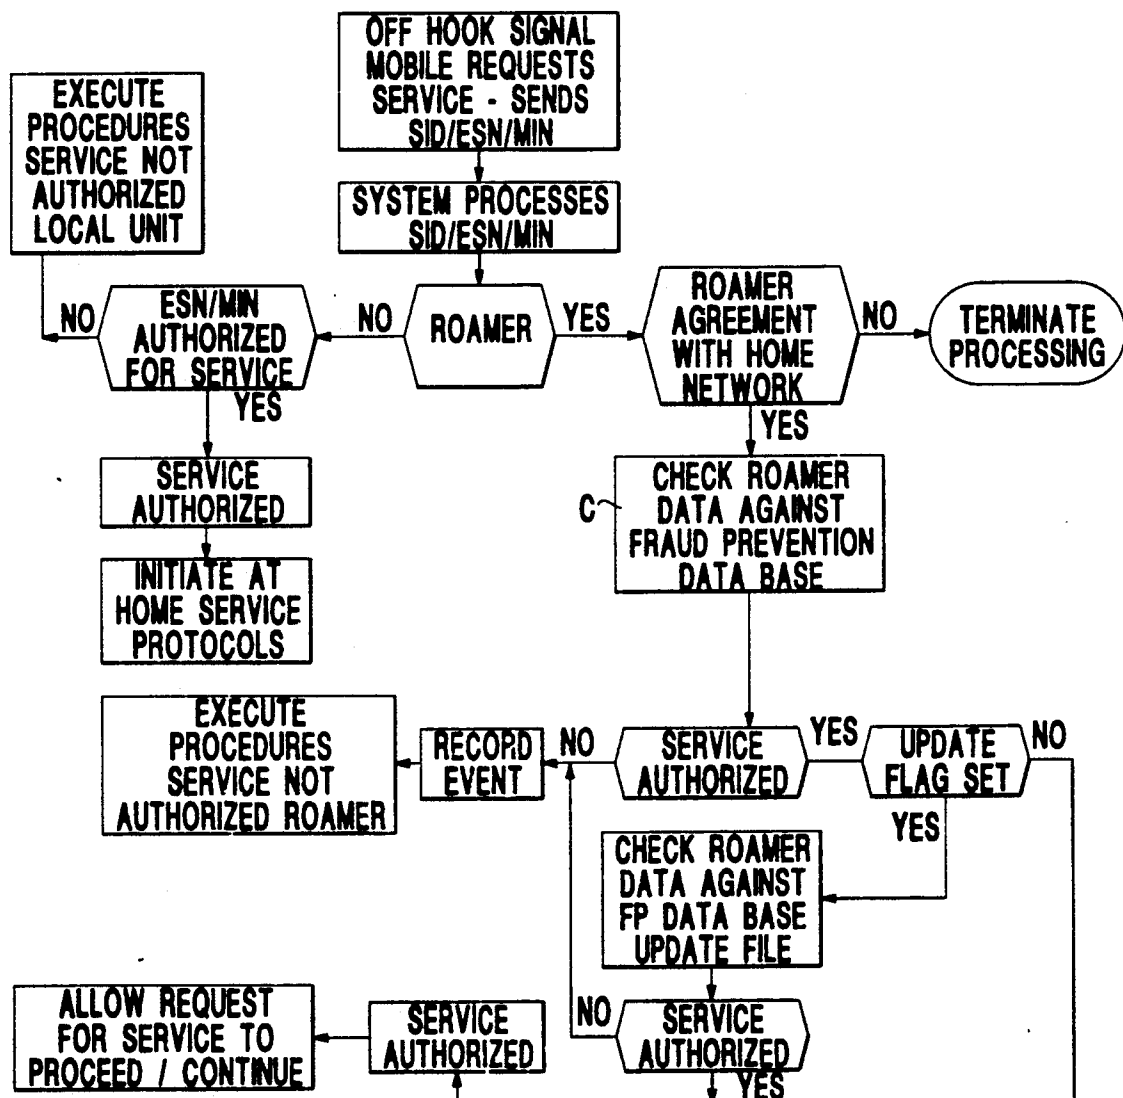 OFF HOOK SIGNAL
MOBILE REQUESTS
SERVICE - SENDS
SID/ESN/MIN
EXECUTE
PROCEDURES
SERVICE NOT
AUTHORIZED
LOCAL UNIT
SYSTEM PROCESSES
SID/ESN/MIN
NO
ESN/MIN
AUTHORIZED
FOR SERVICE
NO
ROAMER
YES
ROAMER
AGREEMENT
WITH HOME
NETWORK
NO
TERMINATE
PROCESSING
YES
YES
SERVICE
AUTHORIZED
C
CHECK ROAMER
DATA AGAINST
FRAUD PREVENTION
DATA BASE
INITIATE AT
HOME SERVICE
PROTOCOLS
EXECUTE
PROCEDURES
SERVICE NOT
AUTHORIZED ROAMER
RECORD
EVENT
NO
SERVICE
AUTHORIZED
YES
UPDATE
FLAG SET
NO
YES
CHECK ROAMER
DATA AGAINST
FP DATA BASE
UPDATE FILE
ALLOW REQUEST
FOR SERVICE TO
PROCEED / CONTINUE
SERVICE
AUTHORIZED
NO
SERVICE
AUTHORIZED
YES